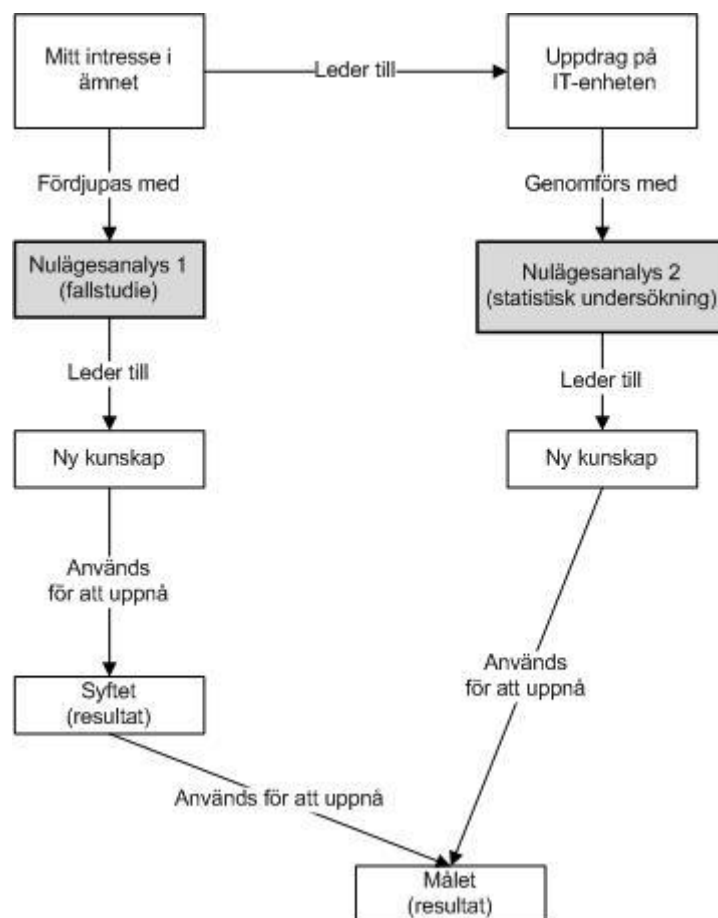 Mitt intresse i
ämnet
Leder till
Uppdrag på
IT-enheten
Fördjupas med
Genomförs med
Nulägesanalys 1
(fallstudie)
Nulägesanalys 2
(statistisk undersökning)
Leder till
Leder till
Ny kunskap
Ny kunskap
Används
för att uppnå
Används
för att uppnå
Syftet
(resultat)
Används för att uppnå
Målet
(resultat)